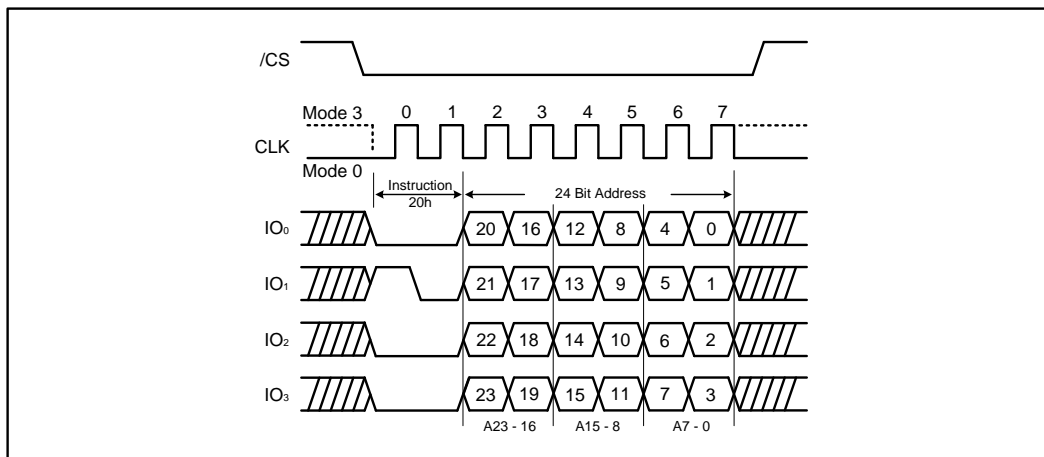 /CS
Mode 3 0 1 2 3 4 5 6 7
CLK
Mode 0
Instruction
20h
24 Bit Address
IO₀ 20 16 12 8 4 0
IO₁ 21 17 13 9 5 1
IO₂ 22 18 14 10 6 2
IO₃ 23 19 15 11 7 3
A23 - 16 A15 - 8 A7 - 0